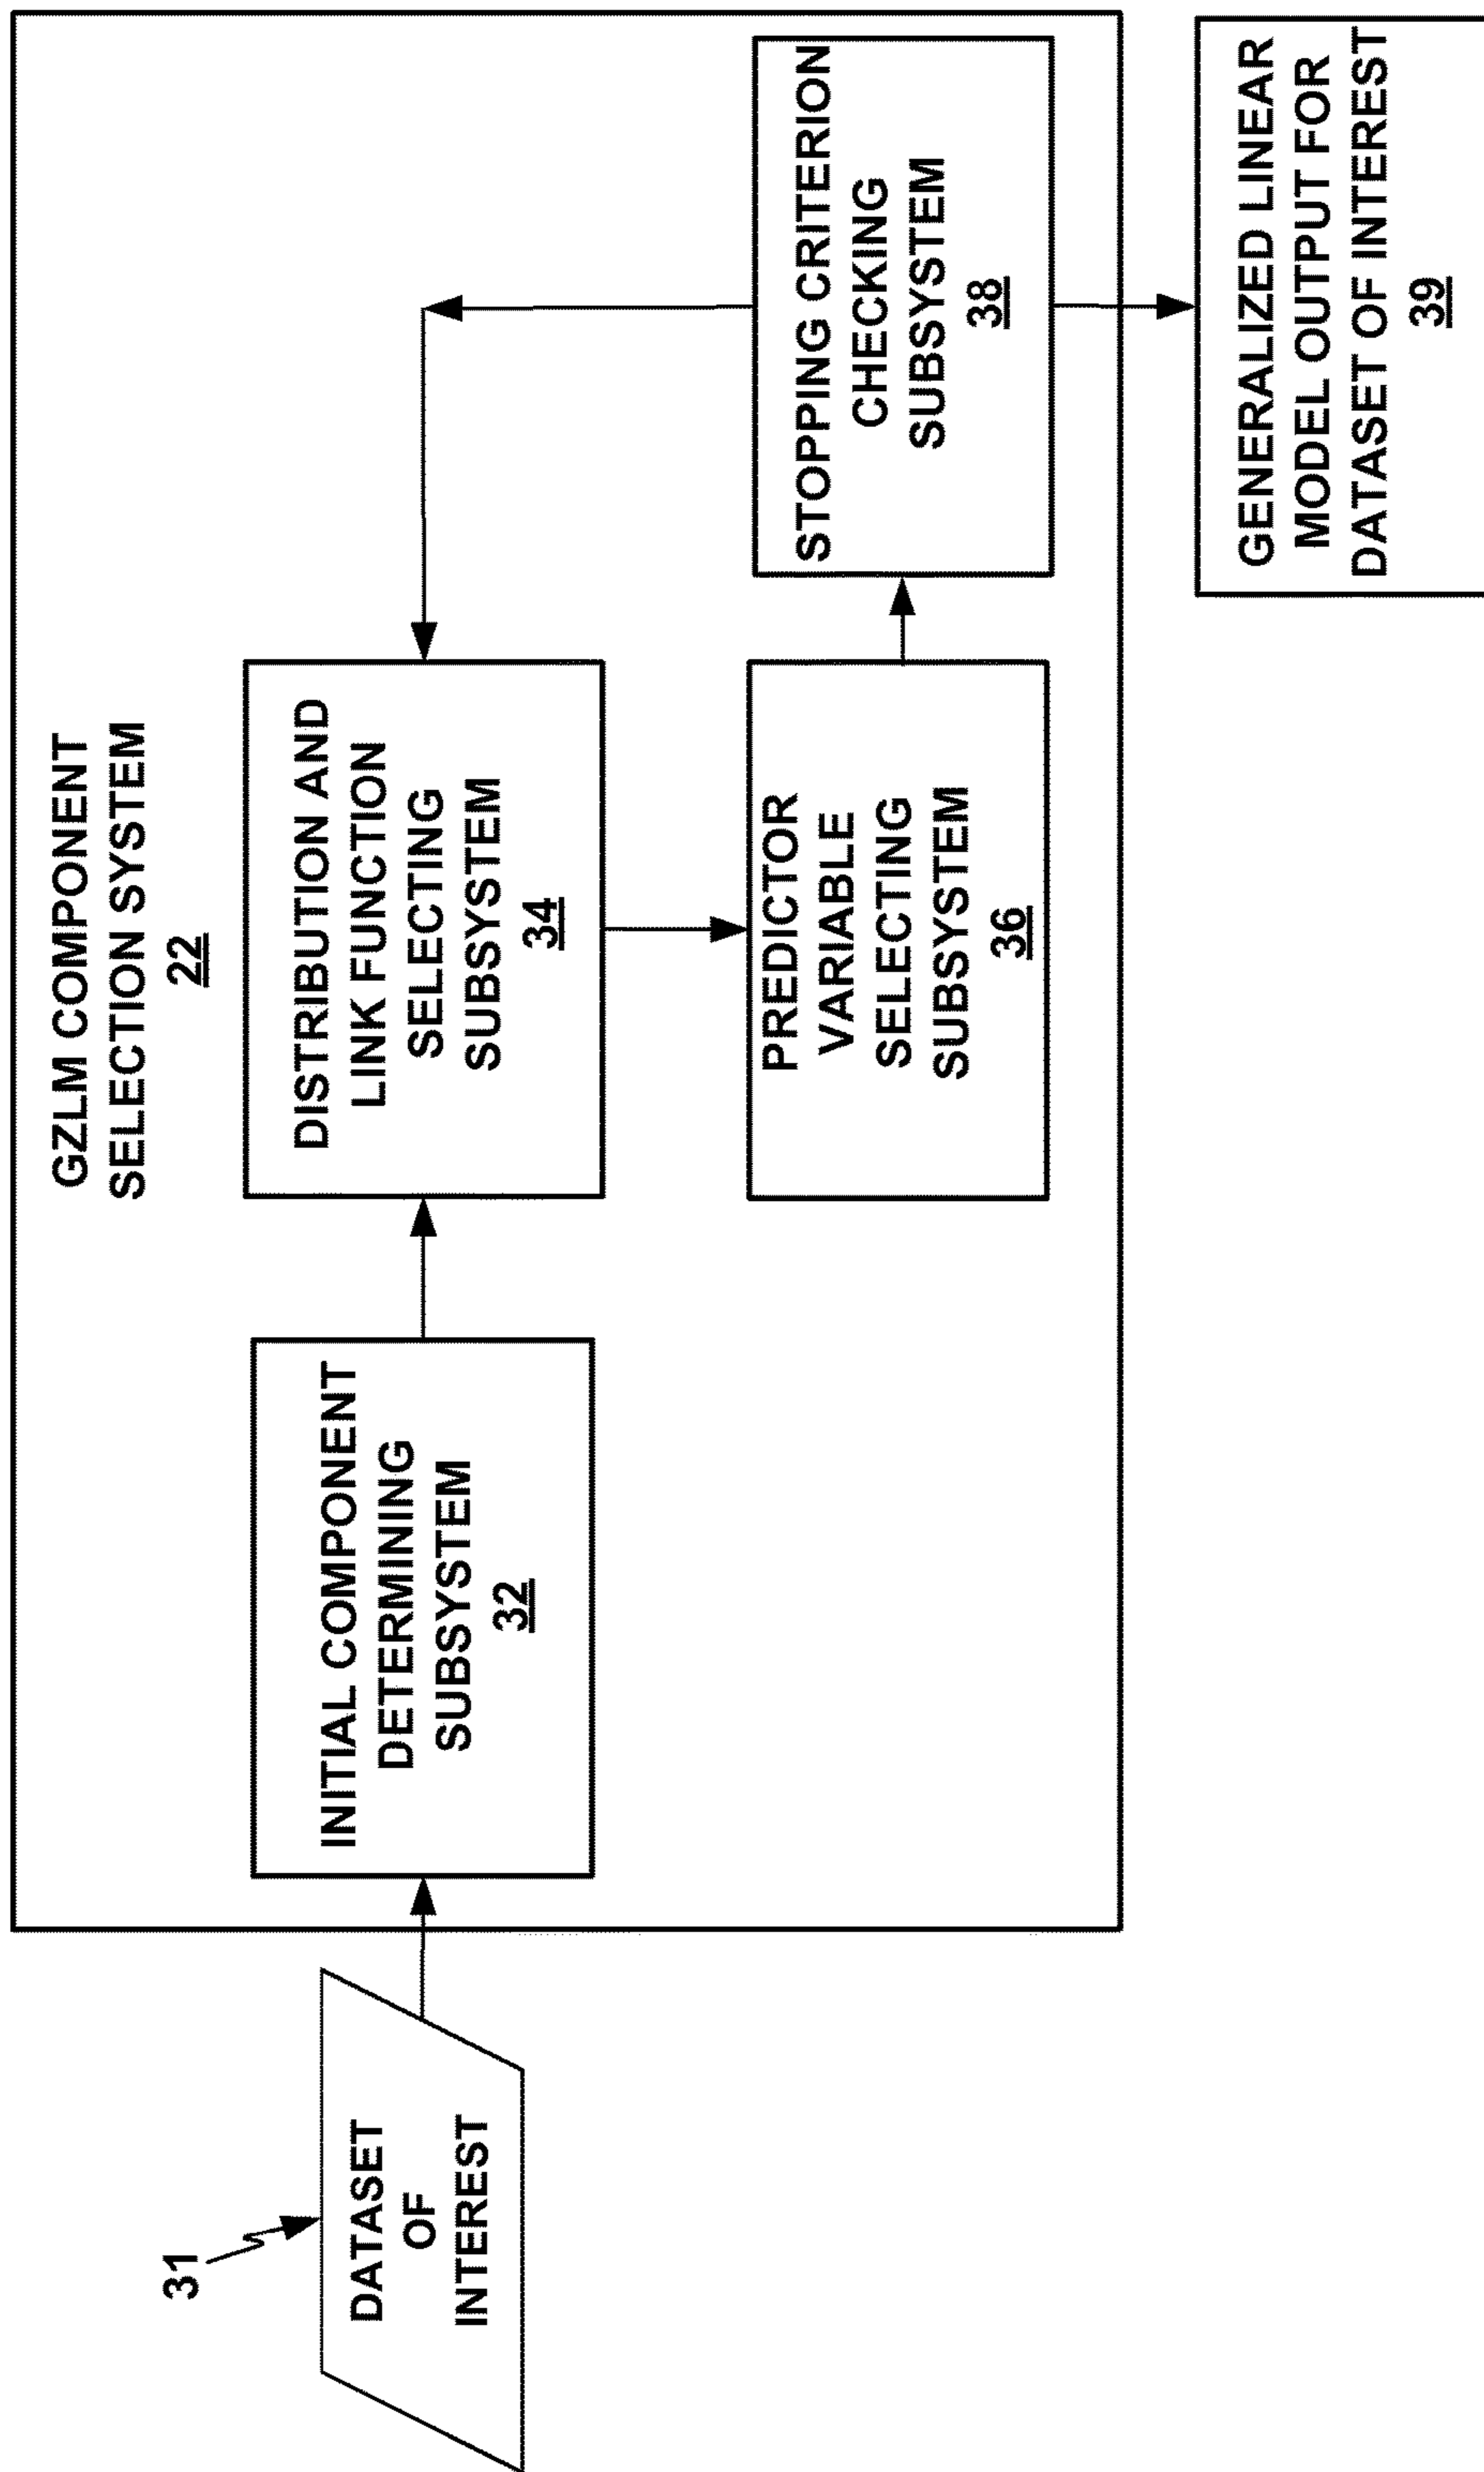 GZLM COMPONENT
SELECTION SYSTEM
22
31
DATASET
OF
INTEREST
INITIAL COMPONENT
DETERMINING
SUBSYSTEM
32
DISTRIBUTION AND
LINK FUNCTION
SELECTING
SUBSYSTEM
34
PREDICTOR
VARIABLE
SELECTING
SUBSYSTEM
36
STOPPING CRITERION
CHECKING
SUBSYSTEM
38
GENERALIZED LINEAR
MODEL OUTPUT FOR
DATASET OF INTEREST
39